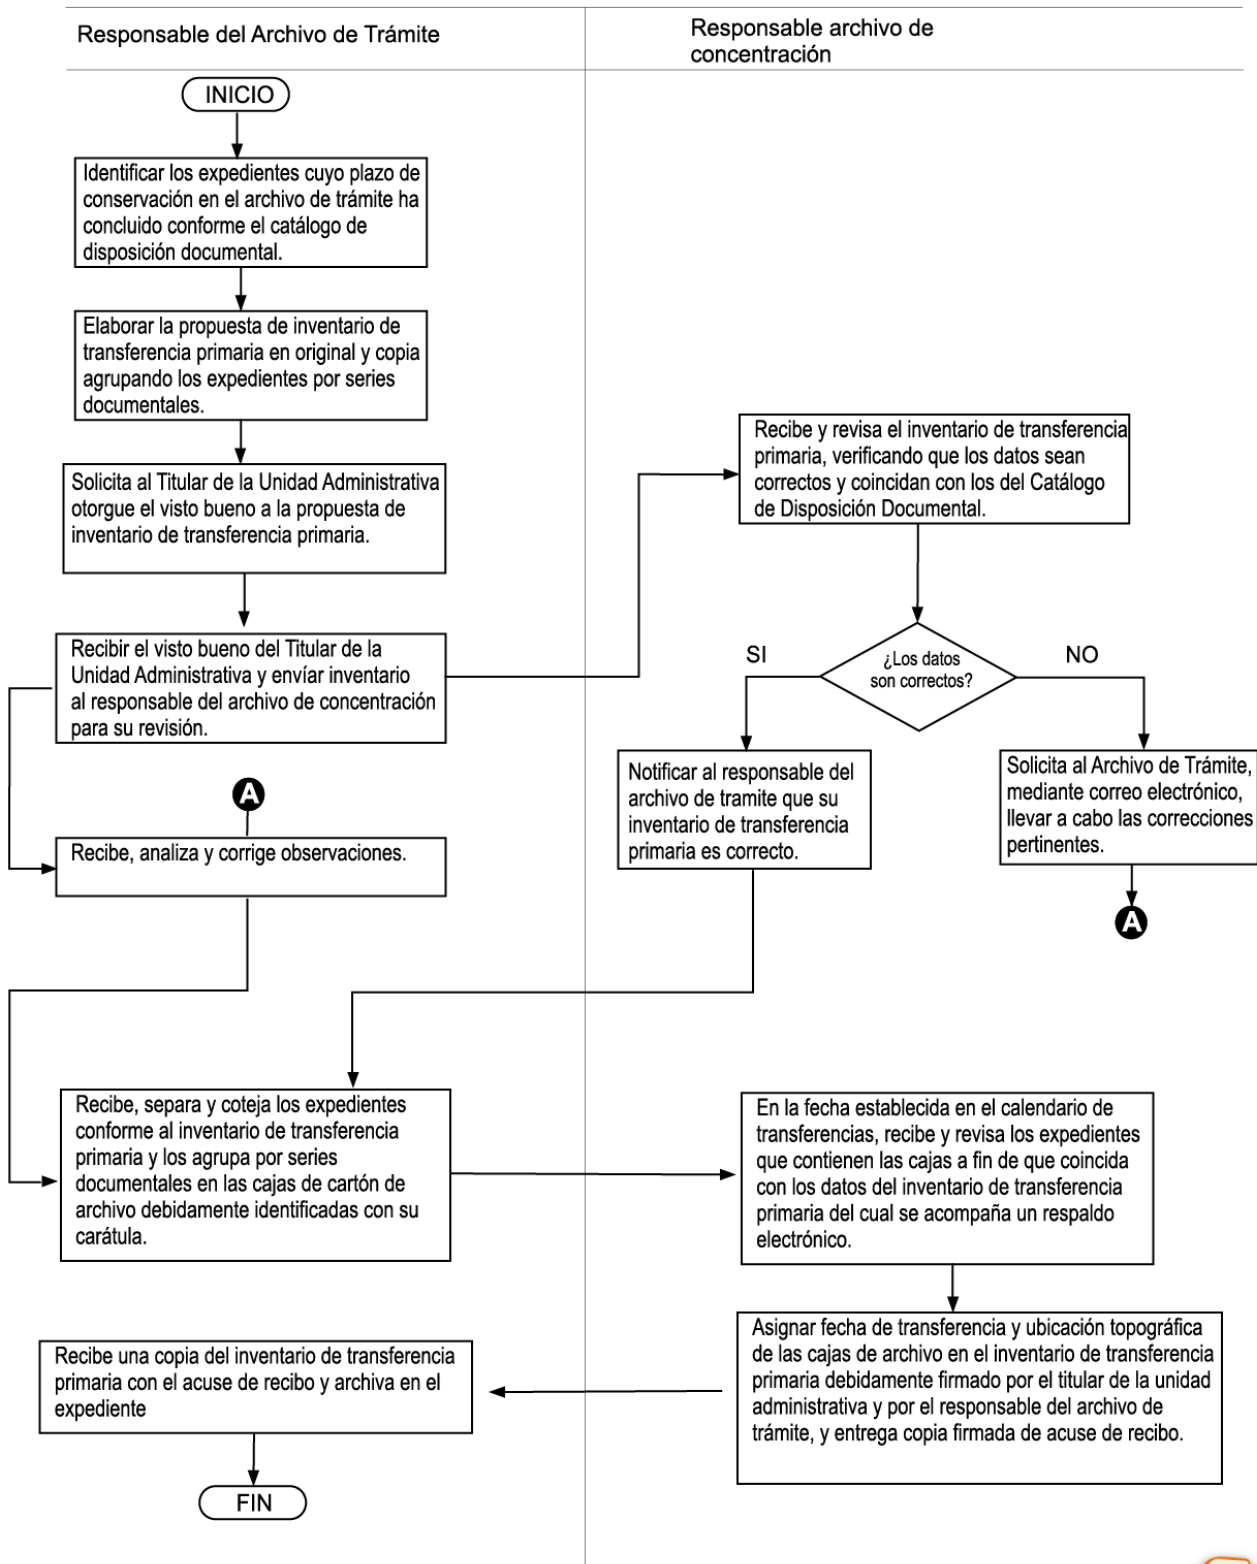 Responsable del Archivo de Trámite
Responsable archivo de
concentración
INICIO
Identificar los expedientes cuyo plazo de
conservación en el archivo de trámite ha
concluido conforme el catálogo de
disposición documental.
Elaborar la propuesta de inventario de
transferencia primaria en original y copia
agrupando los expedientes por series
documentales.
Solicita al Titular de la Unidad Administrativa
otorgue el visto bueno a la propuesta de
inventario de transferencia primaria.
Recibir el visto bueno del Titular de la
Unidad Administrativa y envíar inventario
al responsable del archivo de concentración
para su revisión.
Recibe y revisa el inventario de transferencia
primaria, verificando que los datos sean
correctos y coincidan con los del Catálogo
de Disposición Documental.
¿Los datos
son correctos?
SI
NO
Notificar al responsable del
archivo de tramite que su
inventario de transferencia
primaria es correcto.
Solicita al Archivo de Trámite,
mediante correo electrónico,
llevar a cabo las correcciones
pertinentes.
A
A
Recibe, analiza y corrige observaciones.
Recibe, separa y coteja los expedientes
conforme al inventario de transferencia
primaria y los agrupa por series
documentales en las cajas de cartón de
archivo debidamente identificadas con su
carátula.
En la fecha establecida en el calendario de
transferencias, recibe y revisa los expedientes
que contienen las cajas a fin de que coincida
con los datos del inventario de transferencia
primaria del cual se acompaña un respaldo
electrónico.
Asignar fecha de transferencia y ubicación topográfica
de las cajas de archivo en el inventario de transferencia
primaria debidamente firmado por el titular de la unidad
administrativa y por el responsable del archivo de
trámite, y entrega copia firmada de acuse de recibo.
Recibe una copia del inventario de transferencia
primaria con el acuse de recibo y archiva en el
expediente
FIN